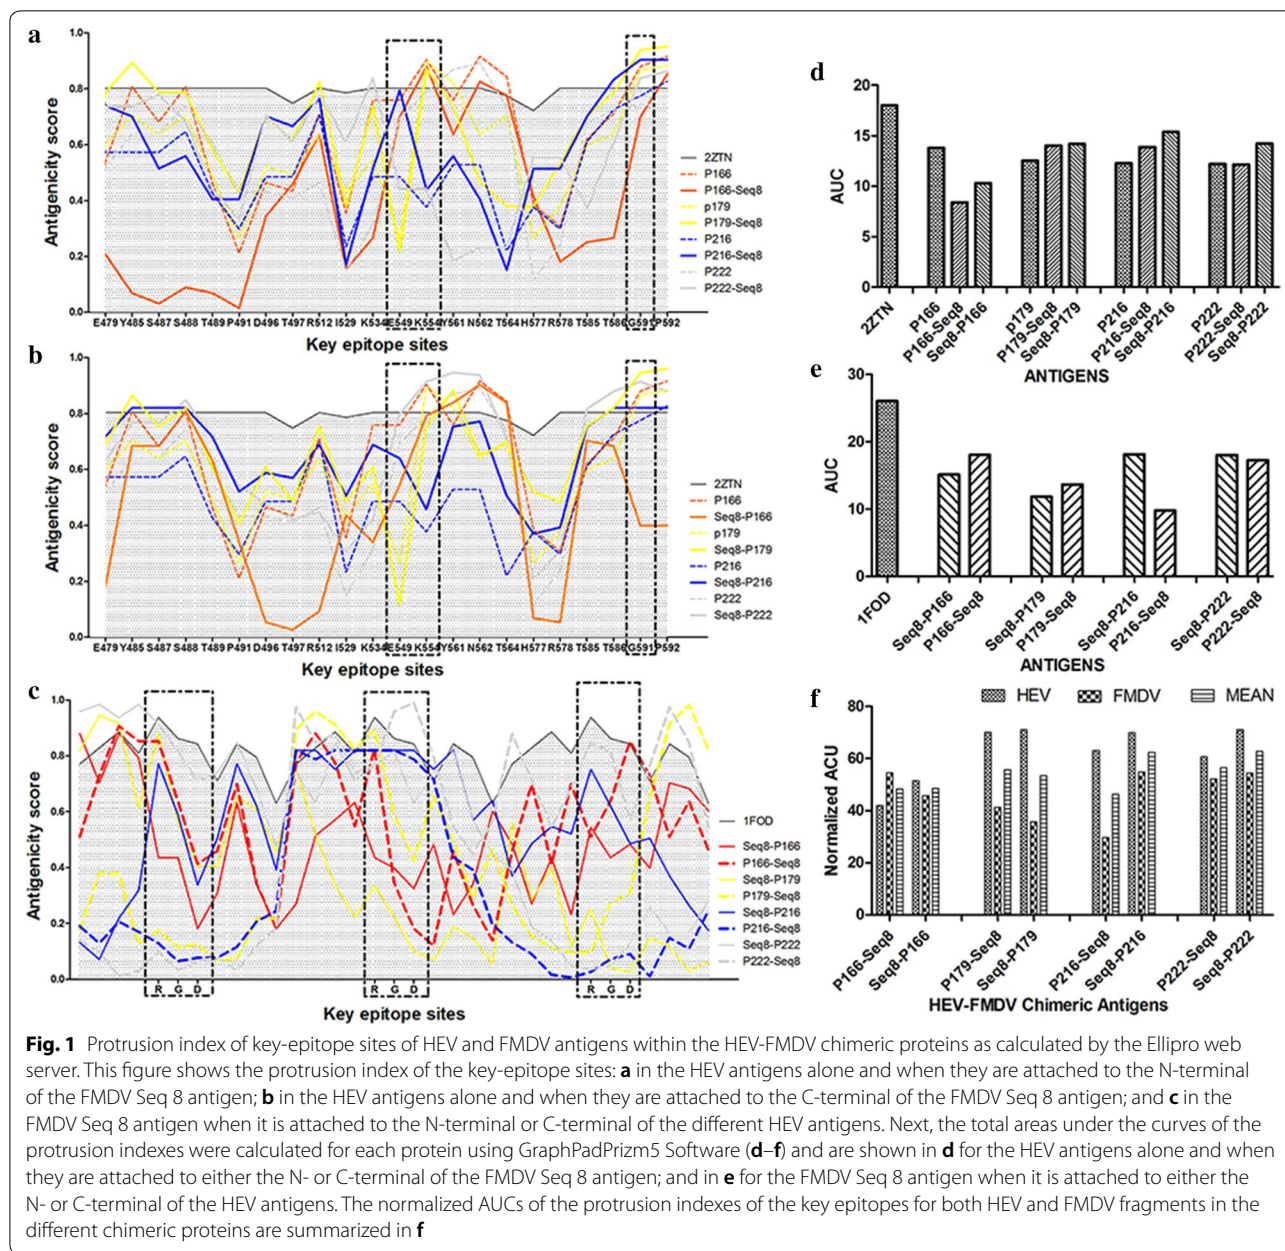 a
Antigenicity score
1.0
0.8
0.6
0.4
0.2
0.0
E479 Y485 S487 S488 T489 P491 D496 T497 R512 I529 K534 E549 K554 Y561 N562 T564 H577 R578 T585 T586 G591 P592
Key epitope sites
2ZTN
P166
P166-Seq8
p179
P179-Seq8
P216
P216-Seq8
P222
P222-Seq8
b
Antigenicity score
1.0
0.8
0.6
0.4
0.2
0.0
E479 Y485 S487 S488 T489 P491 D496 T497 R512 I529 K534 E549 K554 Y561 N562 T564 H577 R578 T585 T586 G591 P592
Key epitope sites
2ZTN
P166
Seq8-P166
p179
Seq8-P179
P216
Seq8-P216
P222
Seq8-P222
c
Antigenicity score
1.0
0.8
0.6
0.4
0.2
0.0
R G D R G D R G D
Key epitope sites
1FOD
Seq8-P166
P166-Seq8
Seq8-P179
P179-Seq8
Seq8-P216
P216-Seq8
Seq8-P222
P222-Seq8
d
AUC
20
15
10
5
0
2ZTN
P166
P166-Seq8
Seq8-P166
p179
P179-Seq8
Seq8-P179
P216
P216-Seq8
Seq8-P216
P222
P222-Seq8
Seq8-P222
ANTIGENS
e
AUC
30
20
10
0
1FOD
Seq8-P166
P166-Seq8
Seq8-P179
P179-Seq8
Seq8-P216
P216-Seq8
Seq8-P222
P222-Seq8
ANTIGENS
f
HEV FMDV MEAN
Normalized ACU
80
60
40
20
0
P166-Seq8
Seq8-P166
P179-Seq8
Seq8-P179
P216-Seq8
Seq8-P216
P222-Seq8
Seq8-P222
HEV-FMDV Chimeric Antigens
Fig. 1 Protrusion index of key-epitope sites of HEV and FMDV antigens within the HEV-FMDV chimeric proteins as calculated by the Ellipro web
server. This figure shows the protrusion index of the key-epitope sites: a in the HEV antigens alone and when they are attached to the N-terminal
of the FMDV Seq 8 antigen; b in the HEV antigens alone and when they are attached to the C-terminal of the FMDV Seq 8 antigen; and c in the
FMDV Seq 8 antigen when it is attached to the N-terminal or C-terminal of the different HEV antigens. Next, the total areas under the curves of the
protrusion indexes were calculated for each protein using GraphPadPrizm5 Software (d–f) and are shown in d for the HEV antigens alone and when
they are attached to either the N- or C-terminal of the FMDV Seq 8 antigen; and in e for the FMDV Seq 8 antigen when it is attached to either the
N- or C-terminal of the HEV antigens. The normalized AUCs of the protrusion indexes of the key epitopes for both HEV and FMDV fragments in the
different chimeric proteins are summarized in f